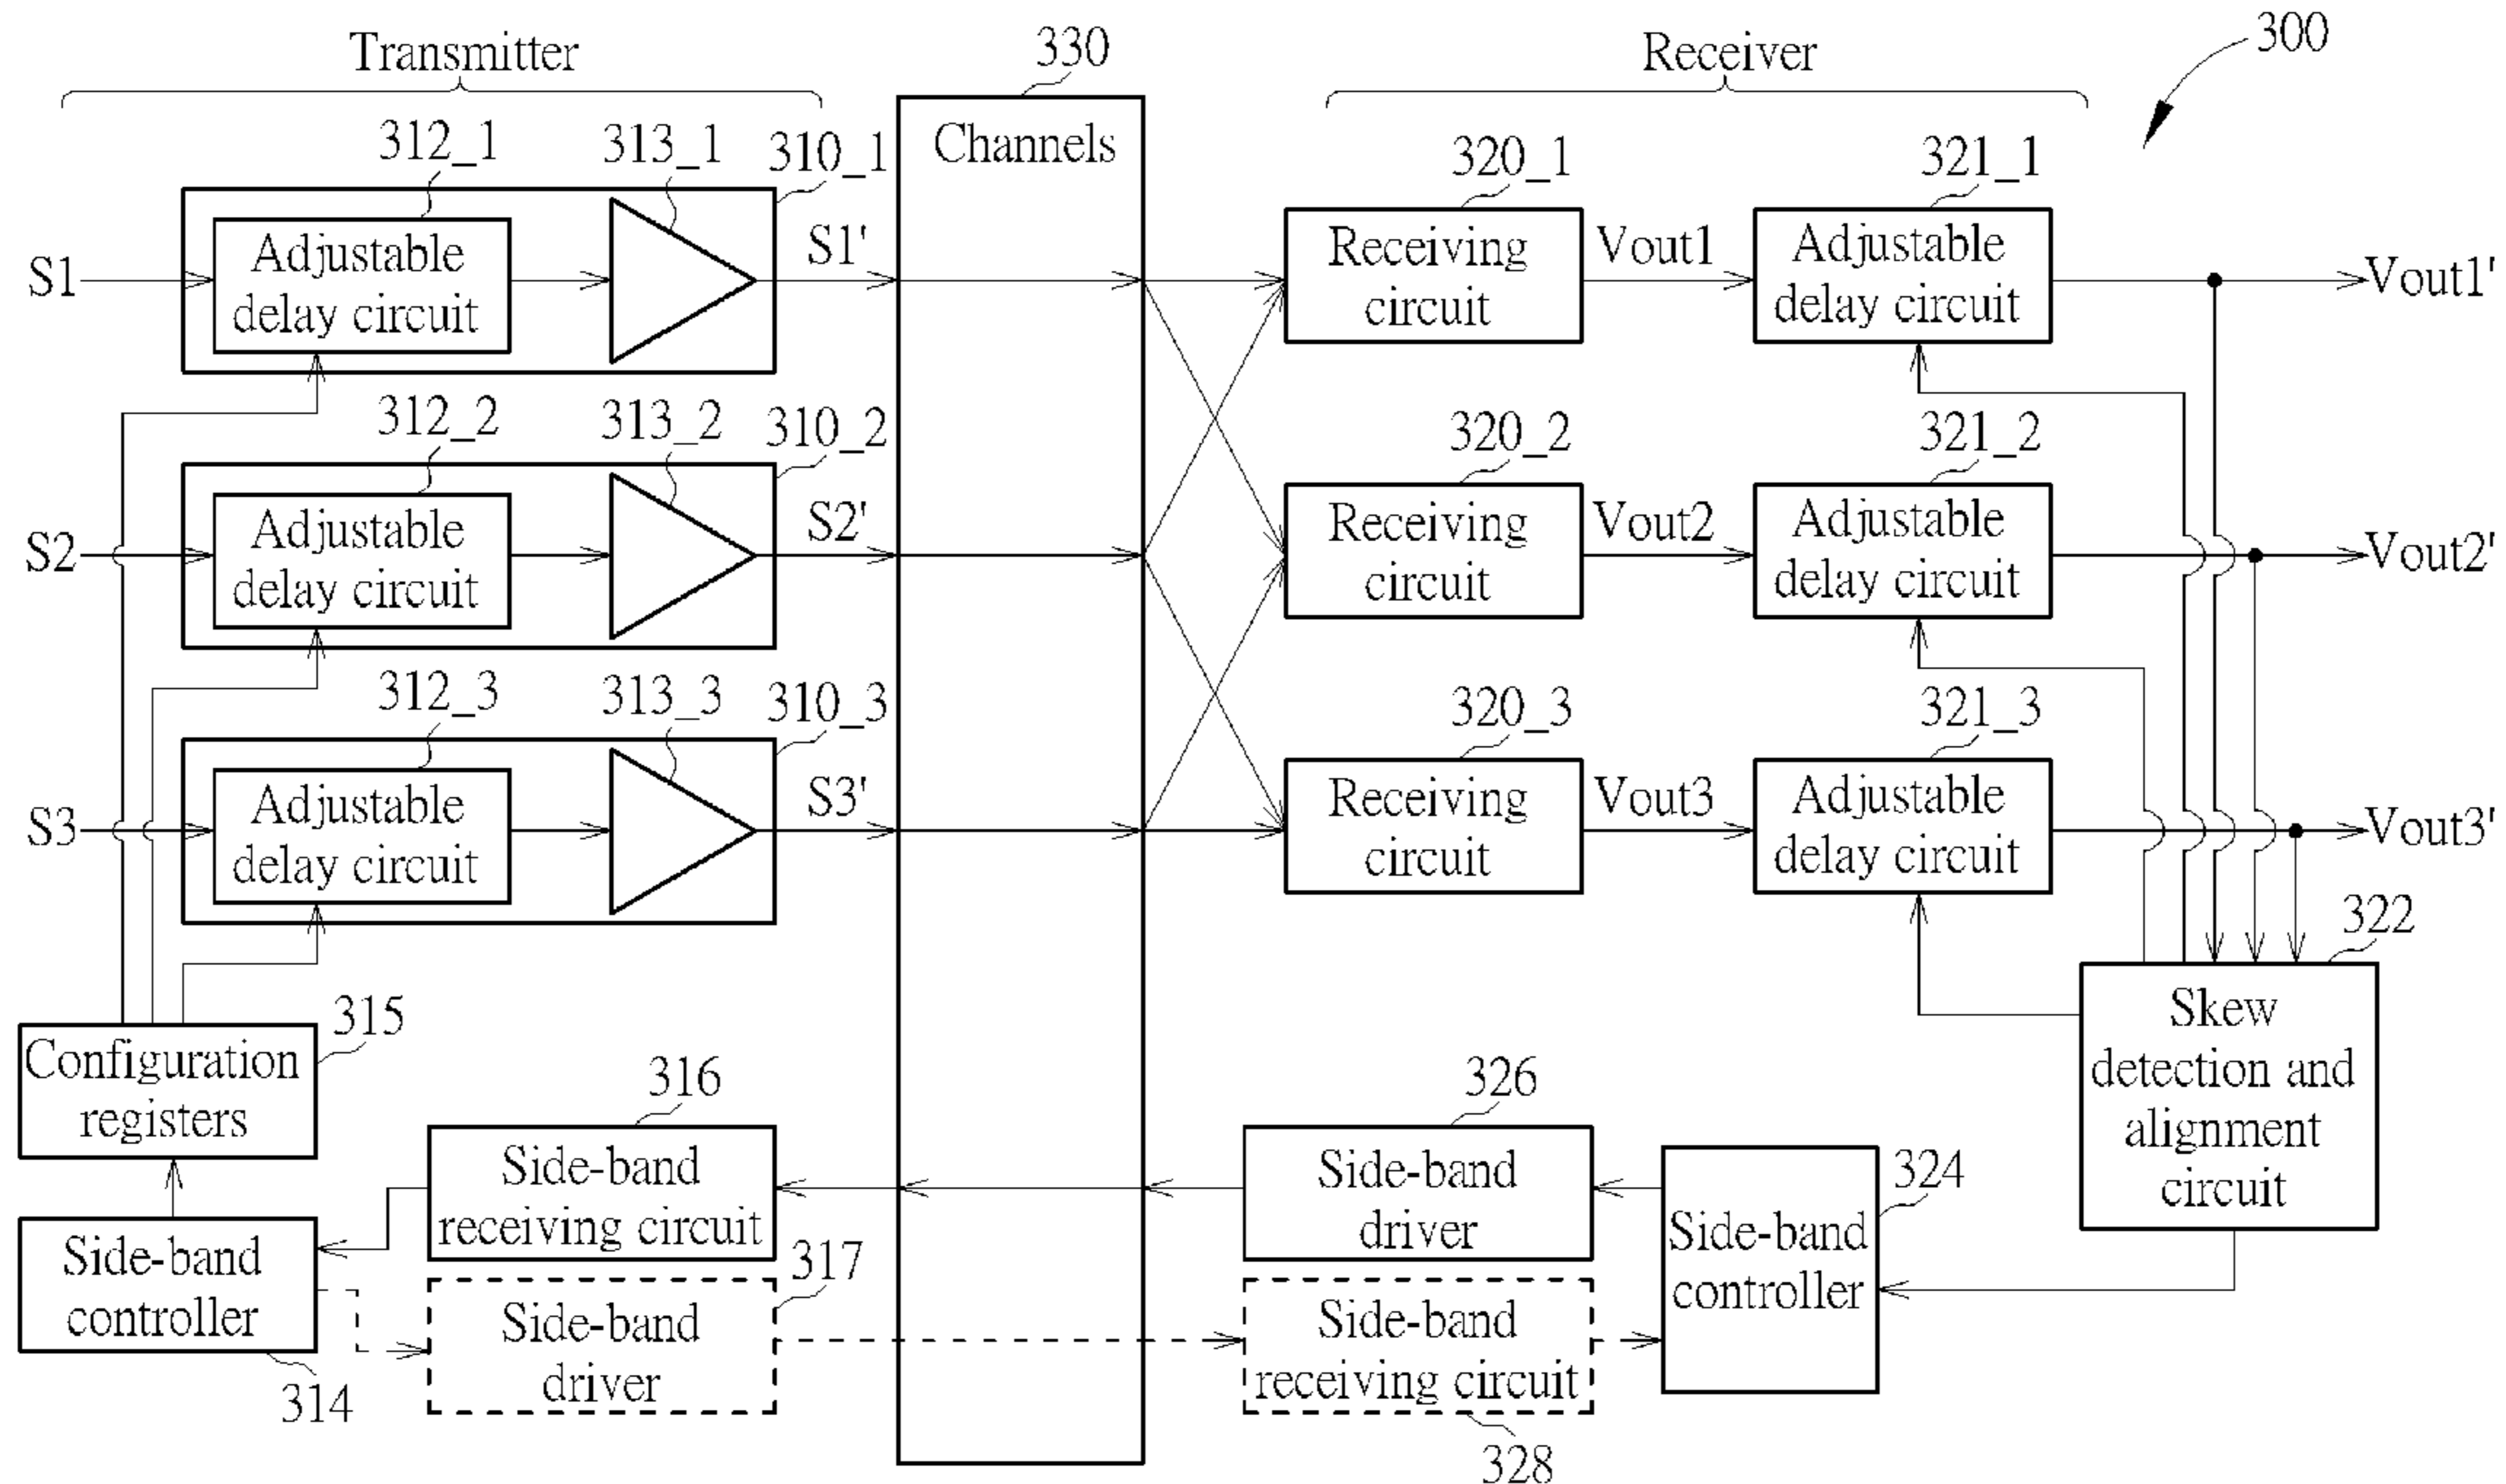 Transmitter
330
Receiver
300
Channels
312_1
313_1
310_1
320_1
321_1
S1
Adjustable
delay circuit
S1'
Receiving
circuit
Vout1
Adjustable
delay circuit
Vout1'
312_2
313_2
310_2
320_2
321_2
S2
Adjustable
delay circuit
S2'
Receiving
circuit
Vout2
Adjustable
delay circuit
Vout2'
312_3
313_3
310_3
320_3
321_3
S3
Adjustable
delay circuit
S3'
Receiving
circuit
Vout3
Adjustable
delay circuit
Vout3'
322
Skew
detection and
alignment
circuit
315
Configuration
registers
316
Side-band
receiving circuit
326
Side-band
driver
324
Side-band
controller
Side-band
controller
314
317
Side-band
driver
Side-band
receiving circuit
328